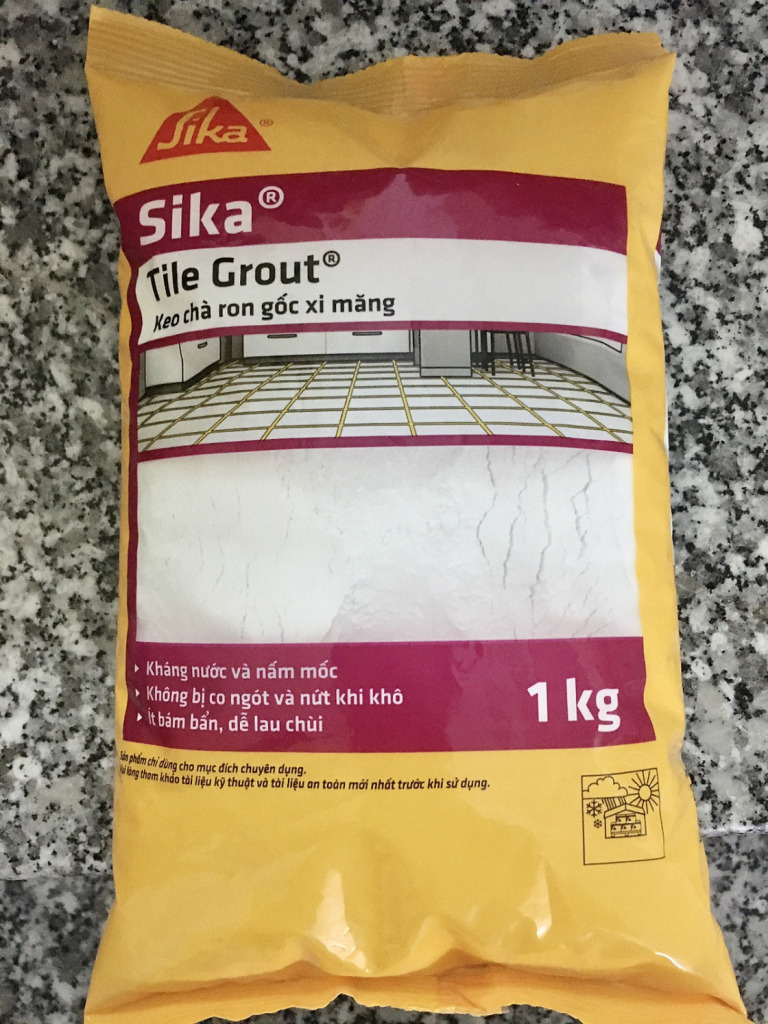 Sika®
Sika®
Tile Grout®
Keo chà ron gốc xi măng
Kháng nước và nấm mốc
Không bị co ngót và nứt khi khô
Ít bám bẩn, dễ lau chùi
1 kg
Sản phẩm chỉ dùng cho mục đích chuyên dụng.
lòng tham khảo tài liệu kỹ thuật và tài liệu an toàn mới nhất trước khi sử dụng.